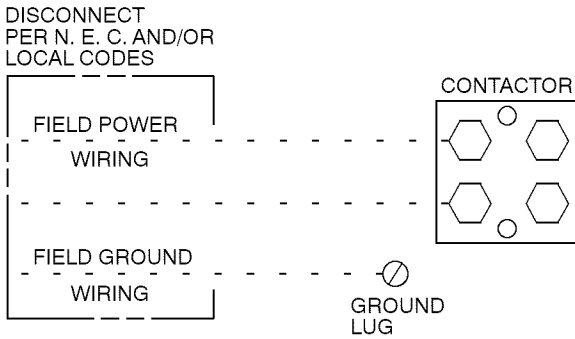 DISCONNECT
PER N. E. C. AND/OR
LOCAL CODES
CONTACTOR
FIELD POWER
WIRING
FIELD GROUND
WIRING
GROUND
LUG